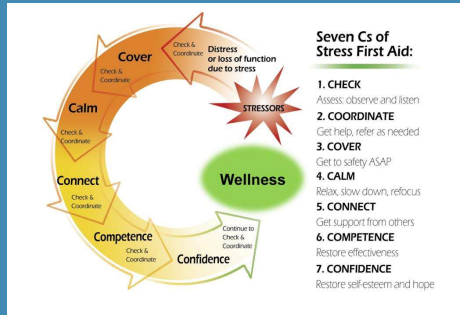 Cover
Check &
Coordinate
Distress
or loss of function
due to stress
Check &
Coordinate
STRESSORS
Calm
Check &
Coordinate
Connect
Check &
Coordinate
Competence
Check &
Coordinate
Confidence
Continue to
Check &
Coordinate
Wellness
Seven Cs of
Stress First Aid:
1. CHECK
Assess: observe and listen
2. COORDINATE
Get help, refer as needed
3. COVER
Get to safety ASAP
4. CALM
Relax, slow down, refocus
5. CONNECT
Get support from others
6. COMPETENCE
Restore effectiveness
7. CONFIDENCE
Restore self-esteem and hope